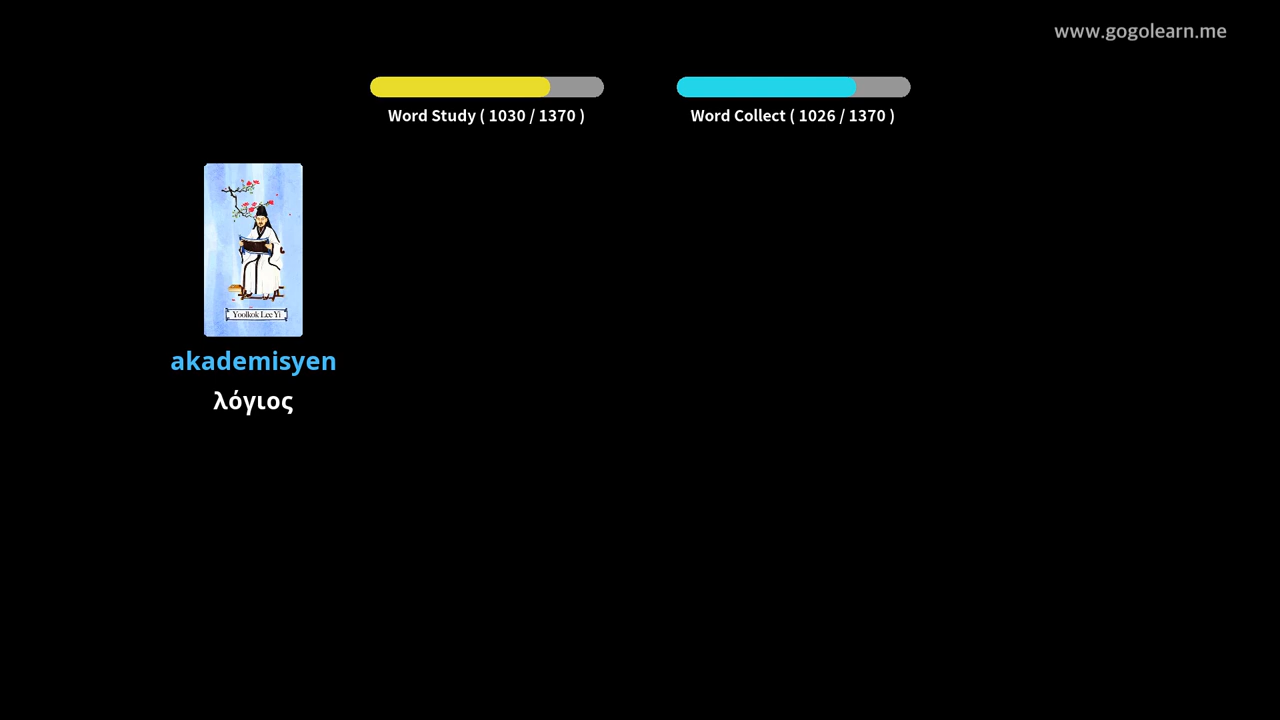 www.gogolearn.me
Word Study ( 1030 / 1370 )
Word Collect ( 1026 / 1370 )
Yoolkok Lee Yi
akademisyen
λόγιος